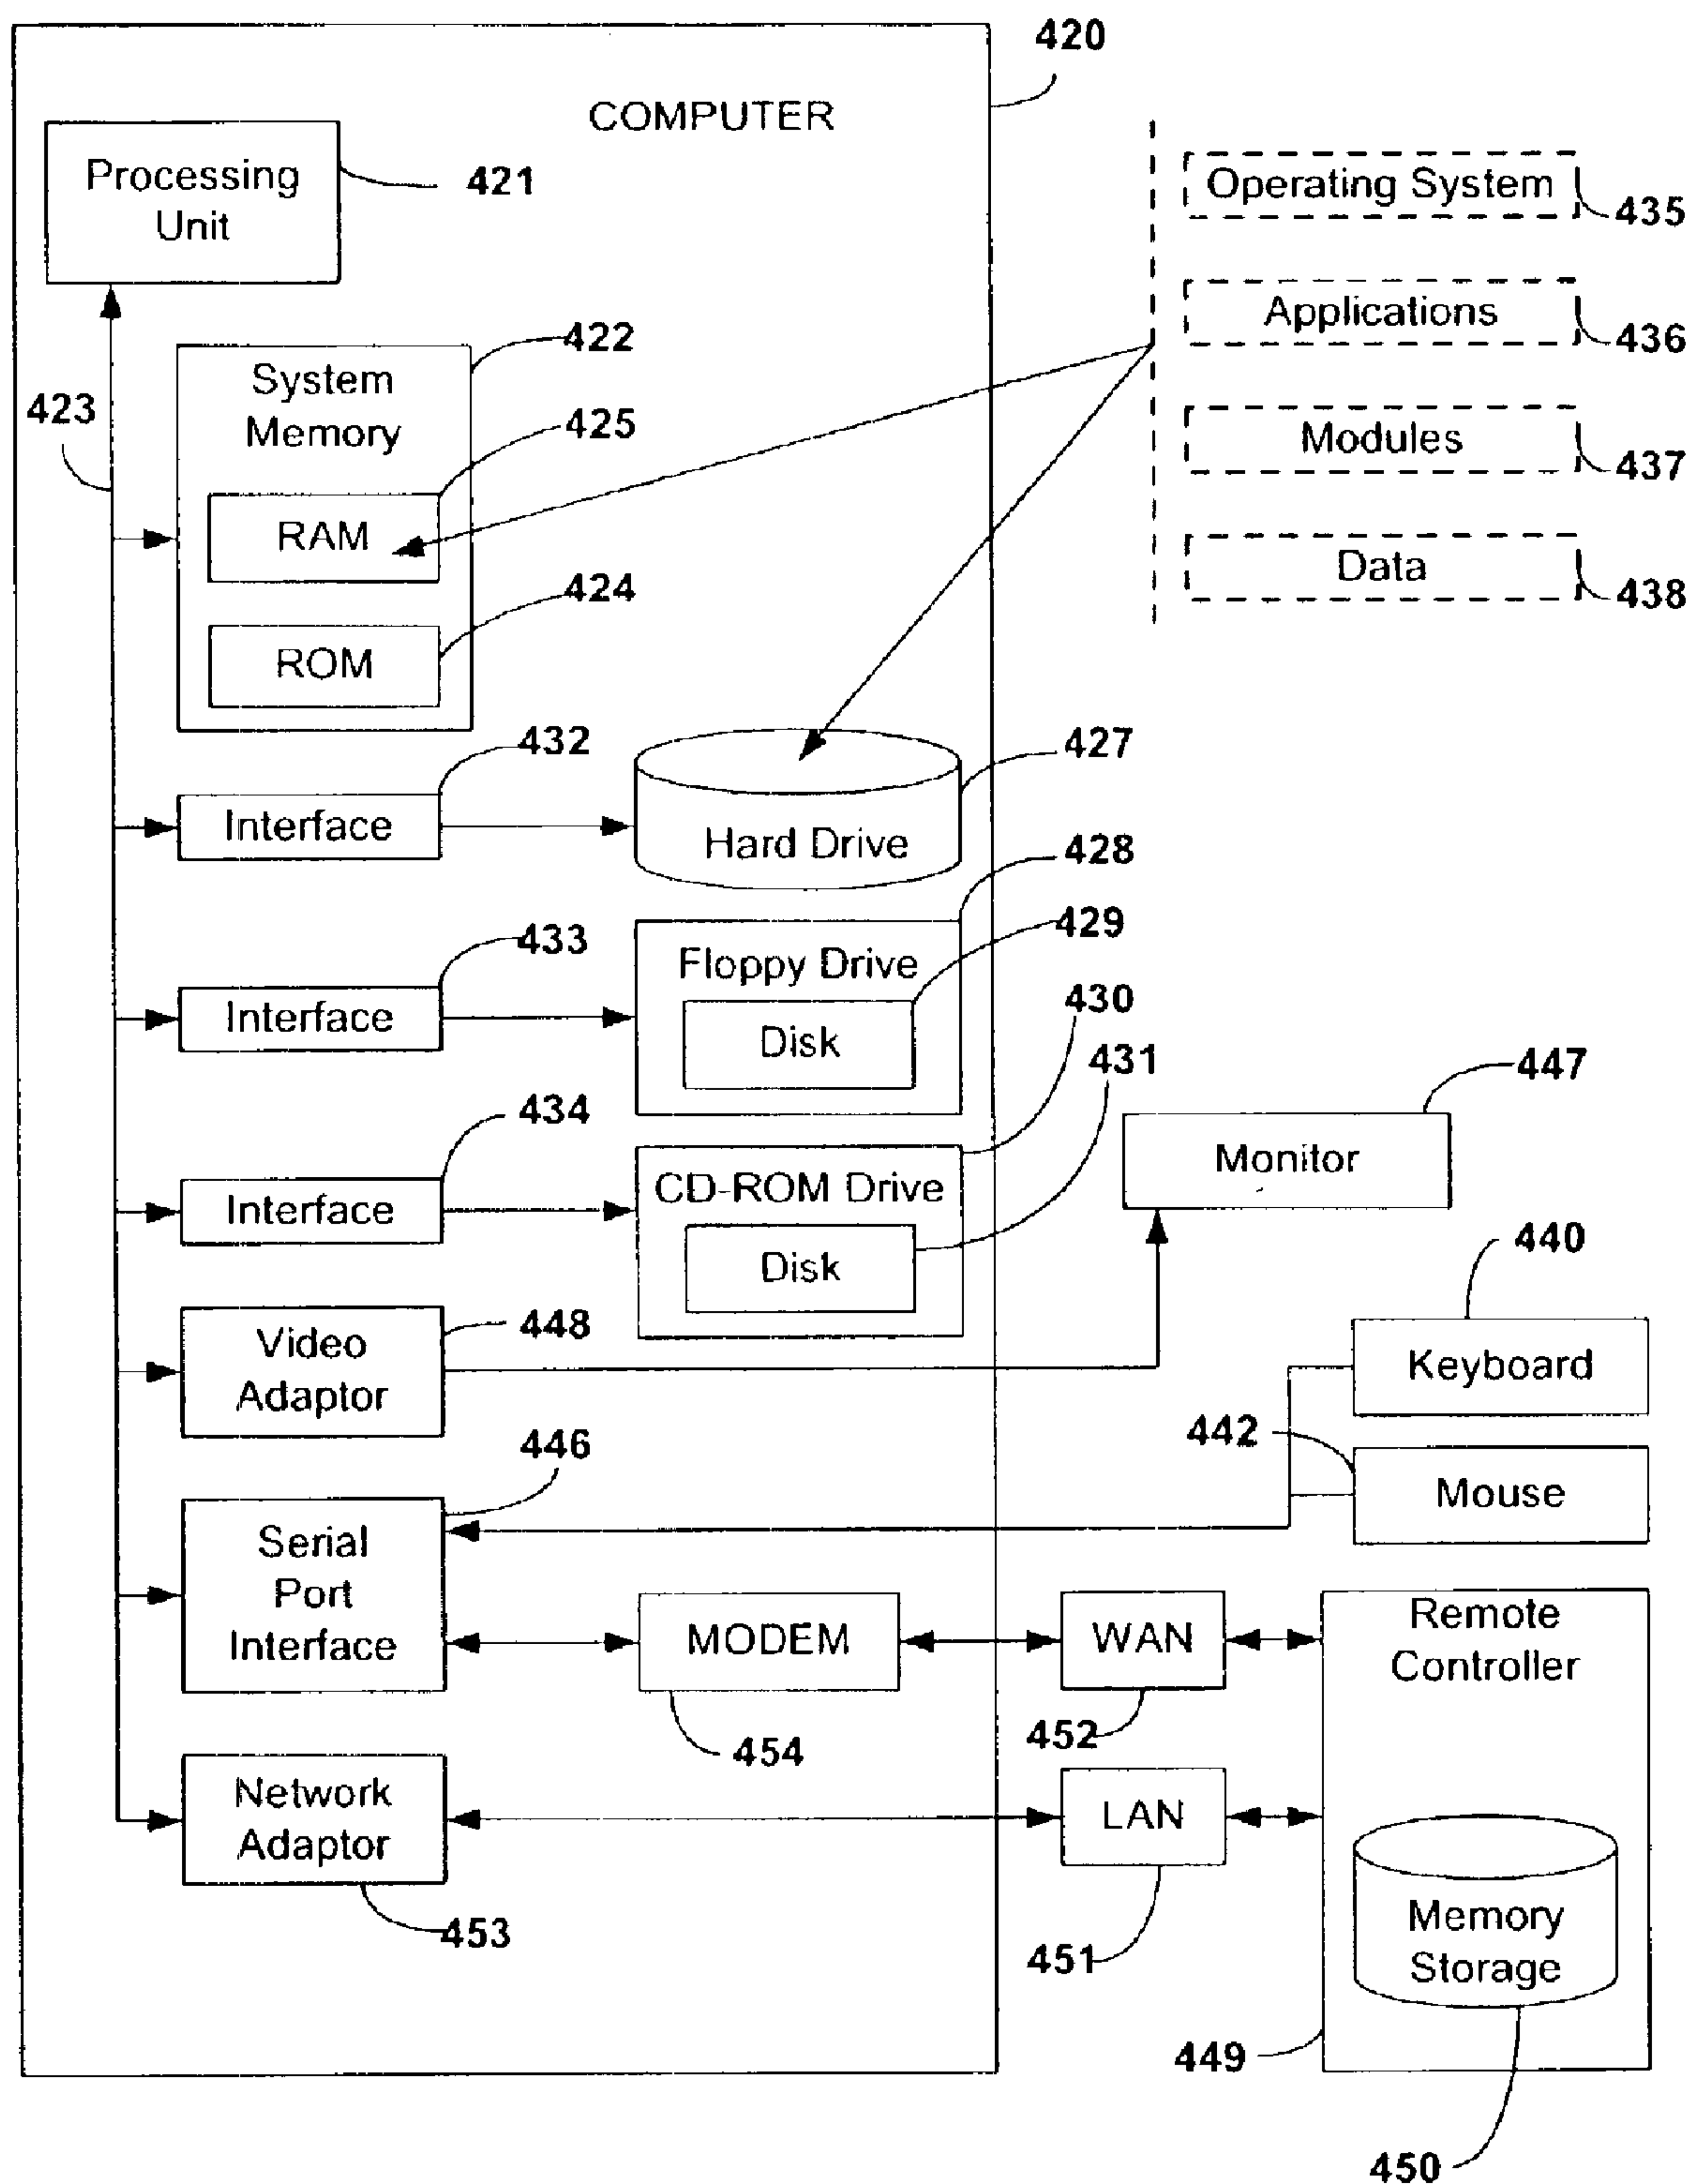 420
COMPUTER
Processing
Unit
421
Operating System
435
Applications
436
422
System
Memory
423
425
Modules
437
RAM
Data
438
424
ROM
432
427
Interface
Hard Drive
428
429
433
Floppy Drive
Interface
Disk
430
431
447
434
Monitor
CD-ROM Drive
Interface
Disk
440
448
Video
Adaptor
Keyboard
442
446
Mouse
Serial
Port
Interface
MODEM
WAN
Remote
Controller
454
452
Network
Adaptor
LAN
453
451
Memory
Storage
449
450